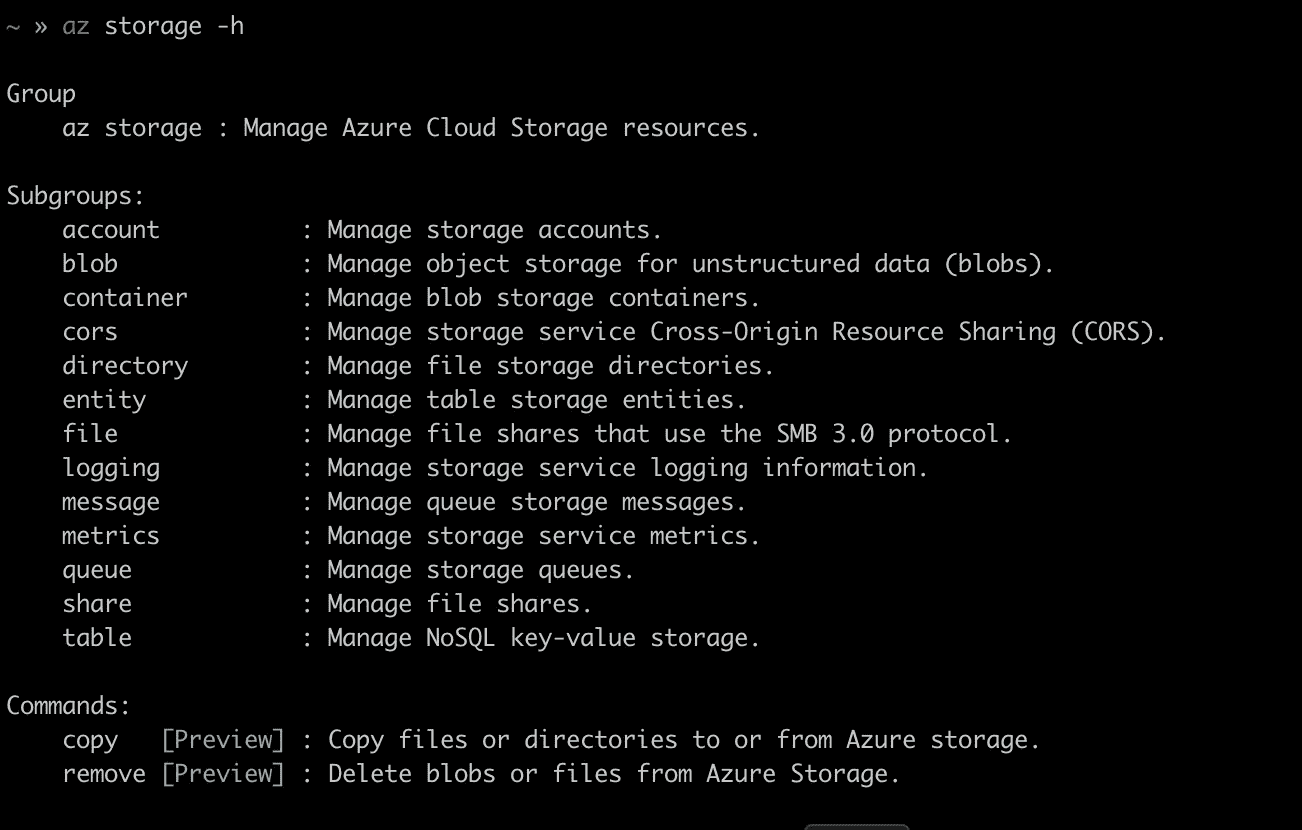 ~ » az storage -h
Group
az storage : Manage Azure Cloud Storage resources.
Subgroups:
account : Manage storage accounts.
blob : Manage object storage for unstructured data (blobs).
container : Manage blob storage containers.
cors : Manage storage service Cross-Origin Resource Sharing (CORS).
directory : Manage file storage directories.
entity : Manage table storage entities.
file : Manage file shares that use the SMB 3.0 protocol.
logging : Manage storage service logging information.
message : Manage queue storage messages.
metrics : Manage storage service metrics.
queue : Manage storage queues.
share : Manage file shares.
table : Manage NoSQL key-value storage.
Commands:
copy [Preview] : Copy files or directories to or from Azure storage.
remove [Preview] : Delete blobs or files from Azure Storage.